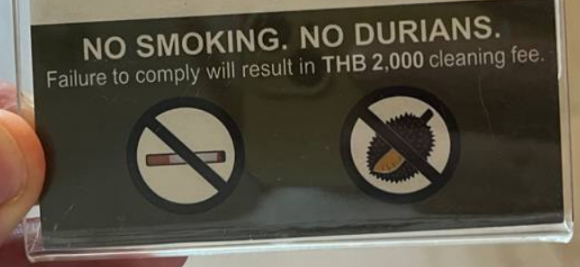 NO SMOKING. NO DURIANS.
Failure to comply will result in THB 2,000 cleaning fee.